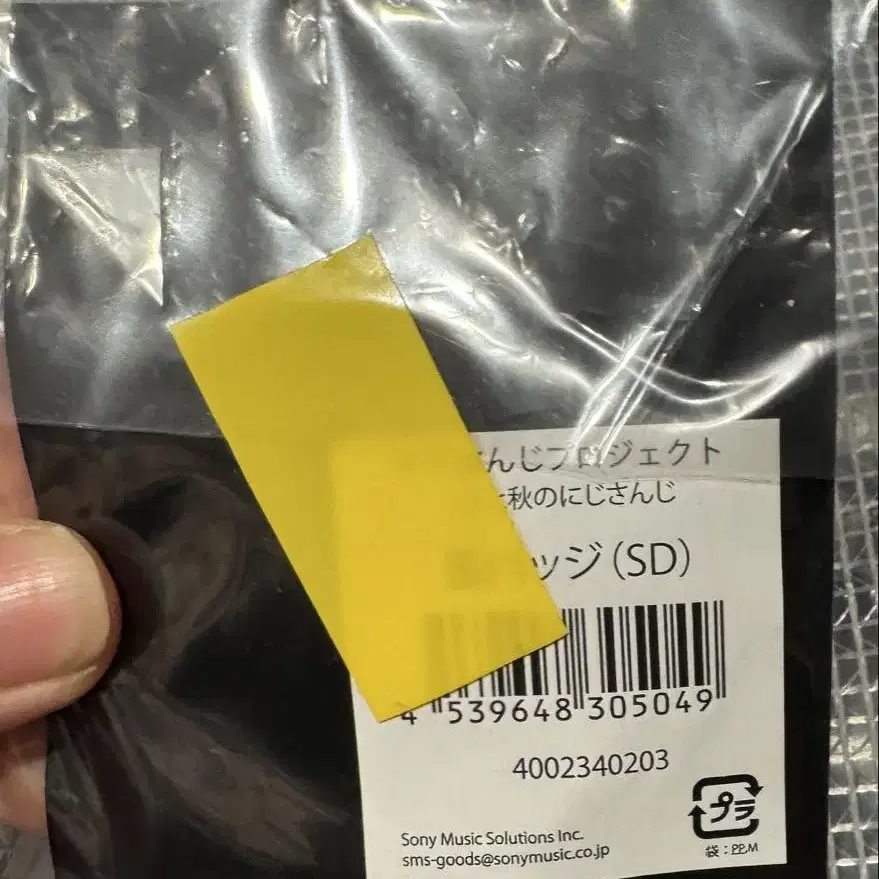 さんじプロジェクト
秋のにじさんじ
ッジ(SD)
4 539648 305049
4002340203
プラ
袋:PP,M
Sony Music Solutions Inc.
sms-goods@sonymusic.co.jp